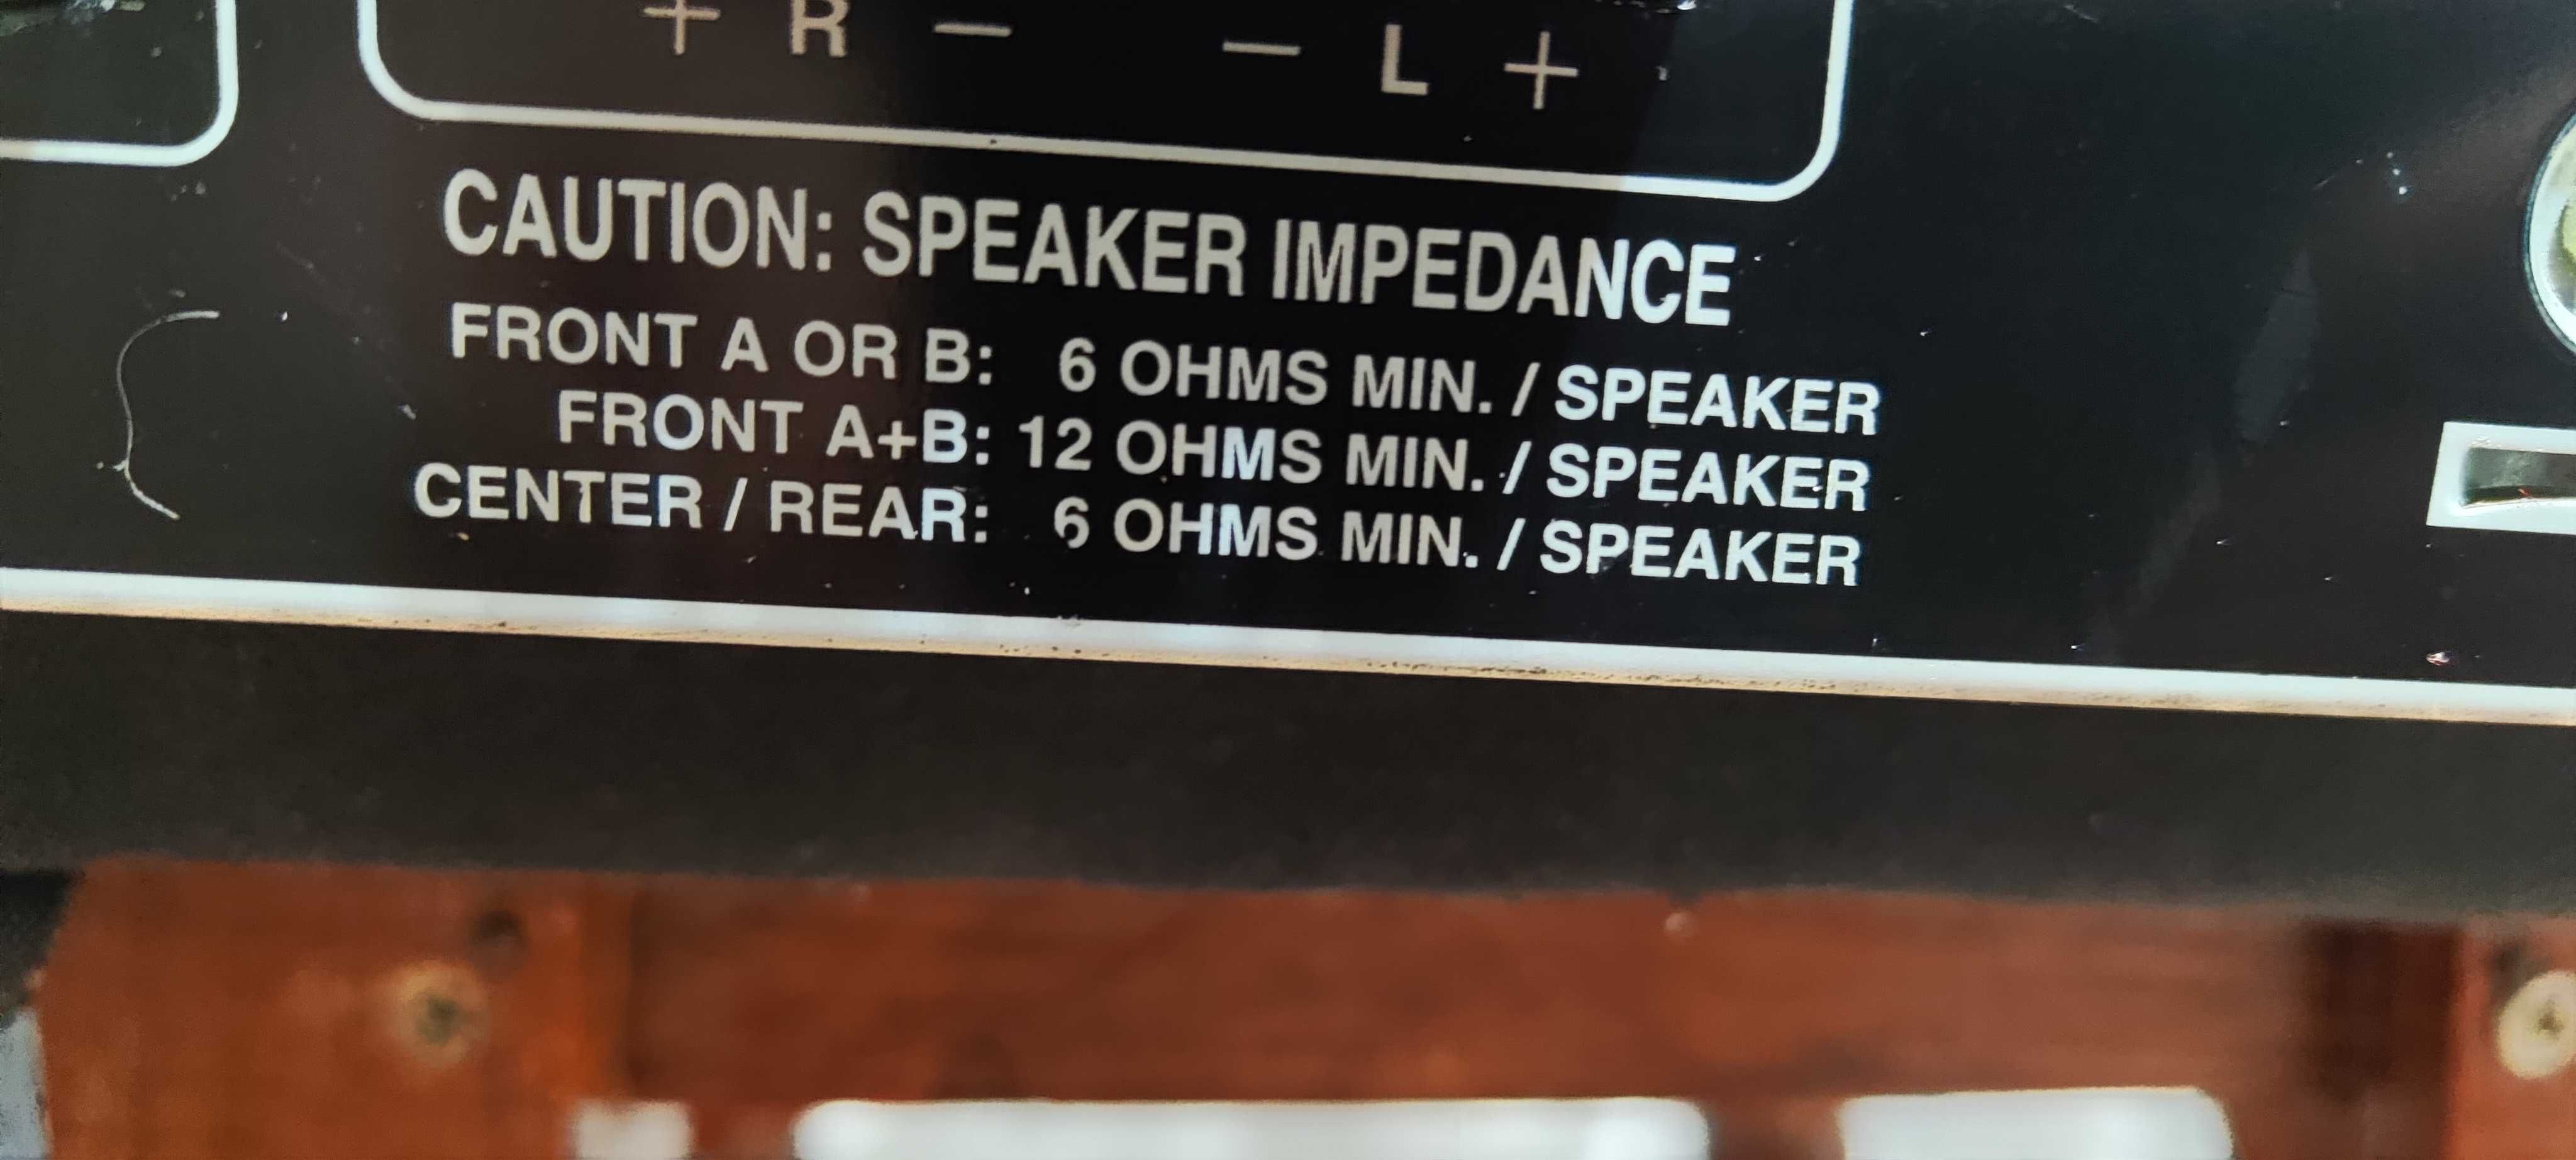 + R − − L +
CAUTION: SPEAKER IMPEDANCE
FRONT A OR B: 6 OHMS MIN. / SPEAKER
FRONT A+B: 12 OHMS MIN. / SPEAKER
CENTER / REAR: 6 OHMS MIN. / SPEAKER